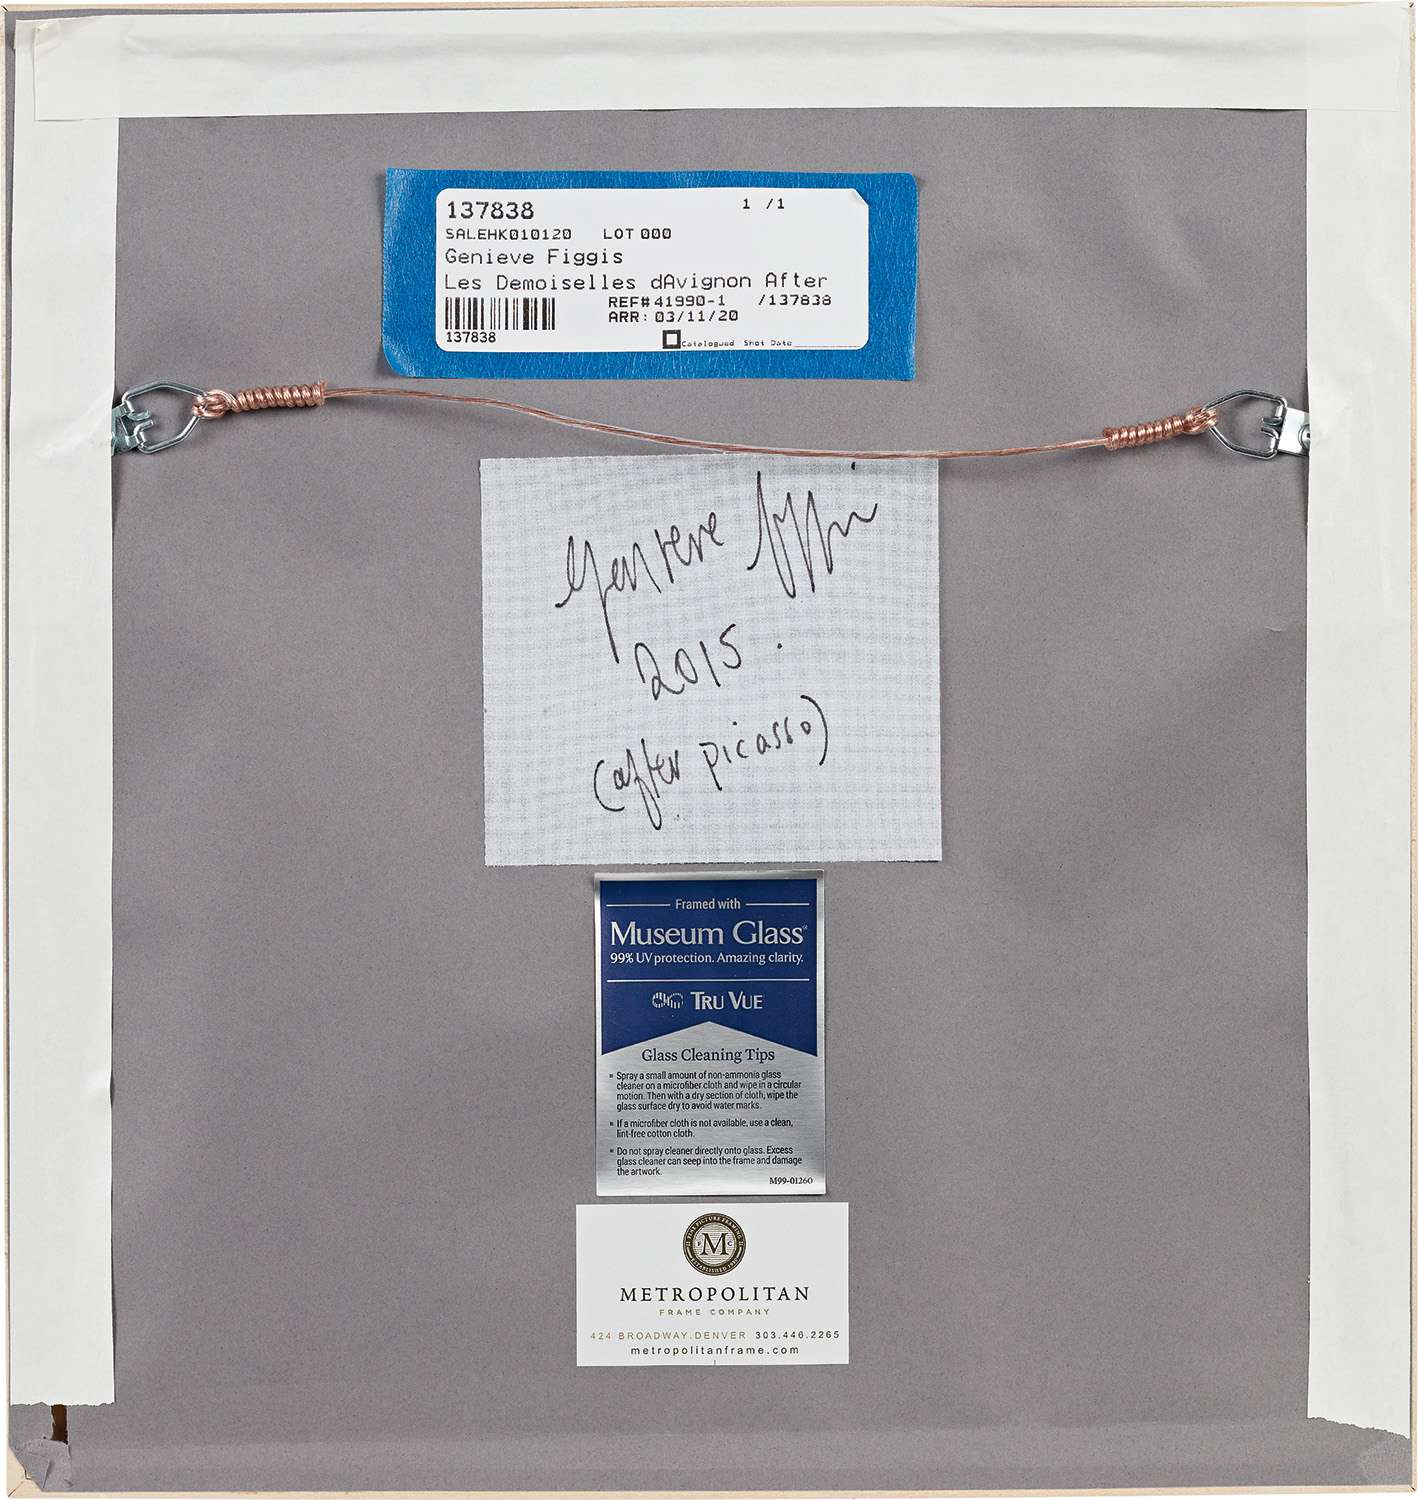 137838 1 /1
SALEHK010120 LOT 000
Genieve Figgis
Les Demoiselles dAvignon After
REF# 41990-1 /137838
ARR: 03/11/20
137838
Catalogued Shot Date
Genieve Figgis
2015.
(after picasso)
Framed with
Museum Glass®
99% UV protection. Amazing clarity.
TRU VUE
Glass Cleaning Tips
Spray a small amount of non-ammonia glass
cleaner on a microfiber cloth and wipe in a circular
motion. Then with a dry section of cloth, wipe the
glass surface dry to avoid water marks.
If a microfiber cloth is not available, use a clean,
lint-free cotton cloth.
Do not spray cleaner directly onto glass. Excess
glass cleaner can seep into the frame and damage
the artwork.
M99-01260
FINE PICTURE FRAMING
F M C
ESTABLISHED
METROPOLITAN
FRAME COMPANY
424 BROADWAY.DENVER 303.446.2265
metropolitanframe.com